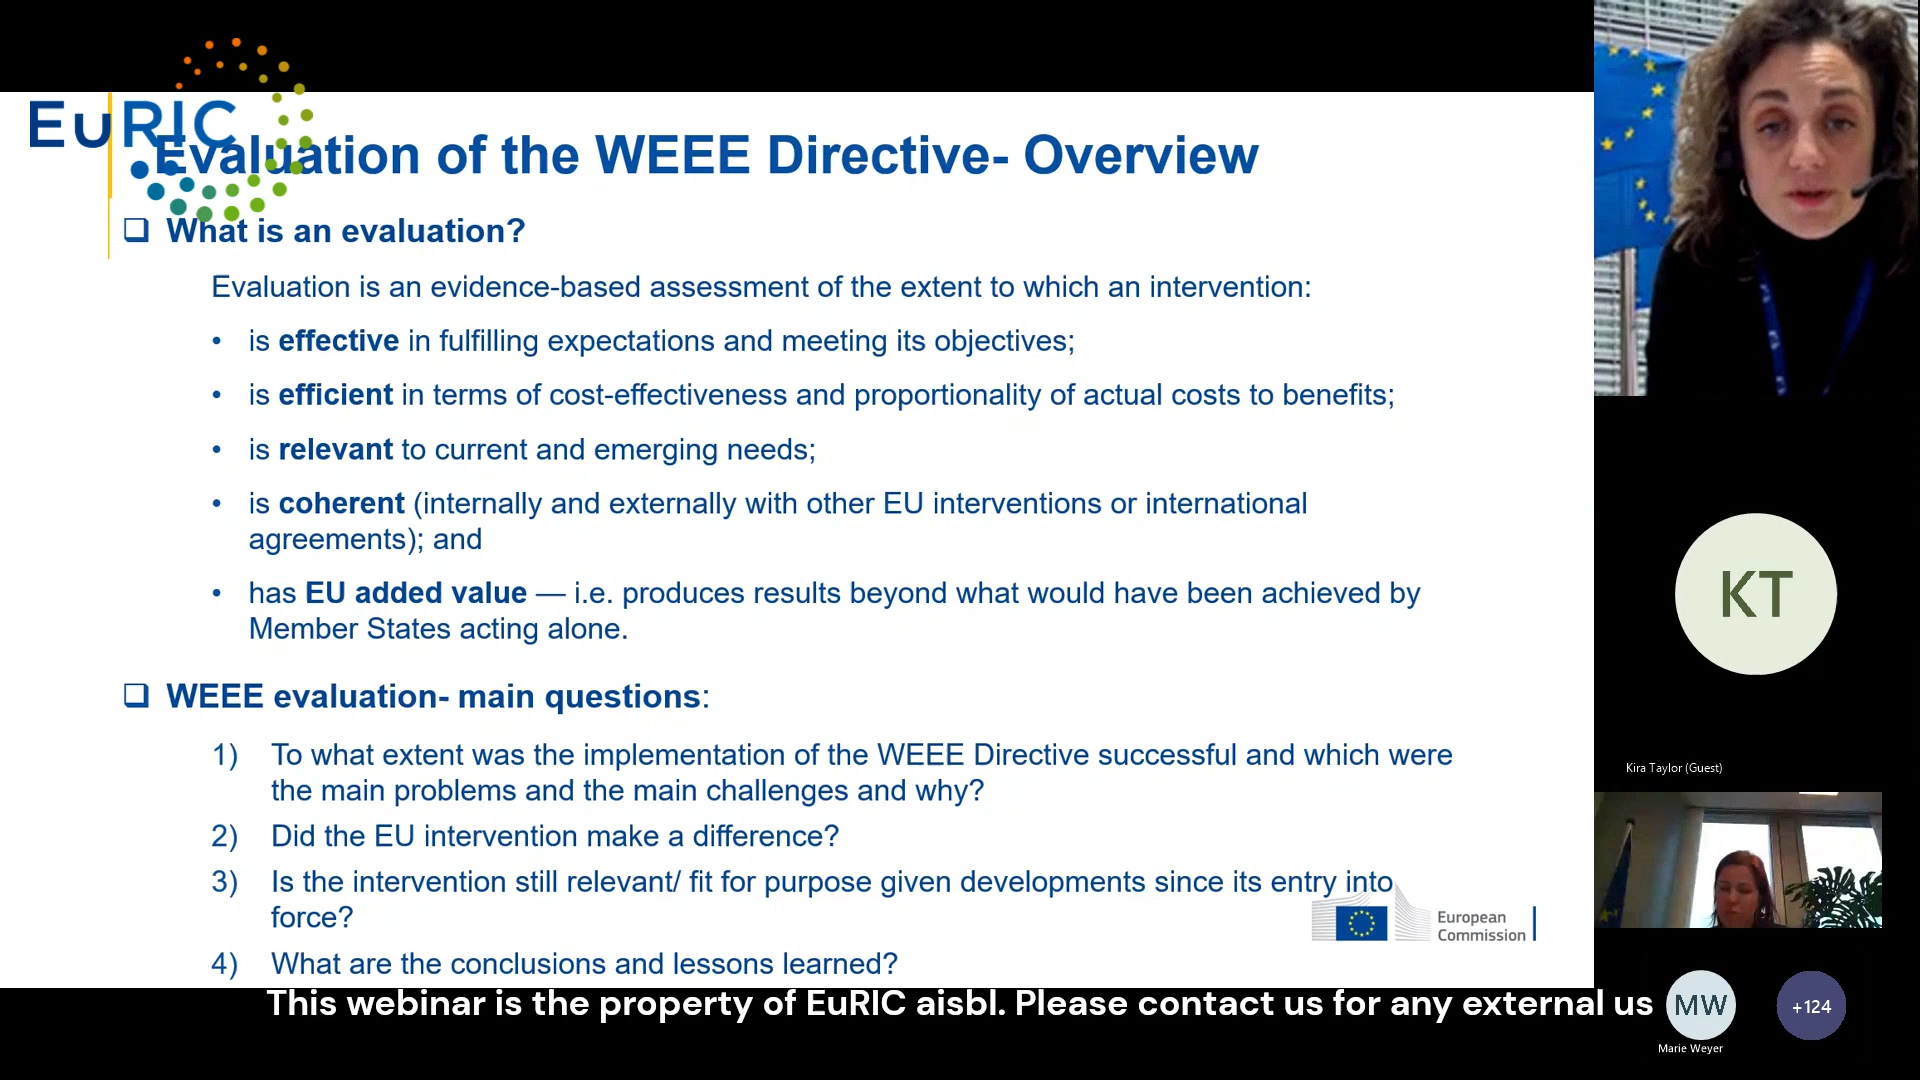 EuRIC
Evaluation of the WEEE Directive- Overview
What is an evaluation?
Evaluation is an evidence-based assessment of the extent to which an intervention:
• is effective in fulfilling expectations and meeting its objectives;
• is efficient in terms of cost-effectiveness and proportionality of actual costs to benefits;
• is relevant to current and emerging needs;
• is coherent (internally and externally with other EU interventions or international
agreements); and
• has EU added value — i.e. produces results beyond what would have been achieved by
Member States acting alone.
WEEE evaluation- main questions:
1) To what extent was the implementation of the WEEE Directive successful and which were
the main problems and the main challenges and why?
2) Did the EU intervention make a difference?
3) Is the intervention still relevant/ fit for purpose given developments since its entry into
force?
4) What are the conclusions and lessons learned?
European
Commission
This webinar is the property of EuRIC aisbl. Please contact us for any external us
KT
Kira Taylor (Guest)
MW
Marie Weyer
+124